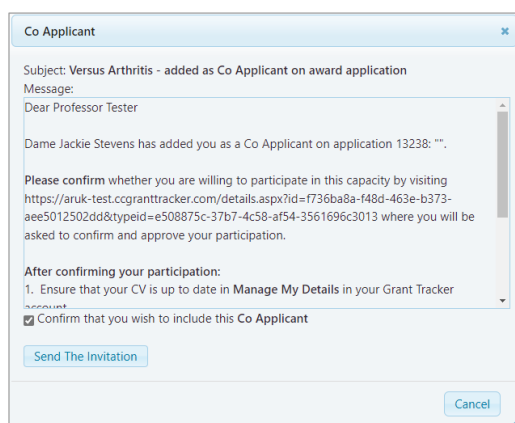 Co Applicant
Subject: Versus Arthritis - added as Co Applicant on award application
Message:
Dear Professor Tester
Dame Jackie Stevens has added you as a Co Applicant on application 13238: "".
Please confirm whether you are willing to participate in this capacity by visiting
https://aruk-test.ccgranttracker.com/details.aspx?id=f736ba8a-f48d-463e-b373-
aee5012502dd&typeid=e508875c-37b7-4c58-af54-3561696c3013 where you will be
asked to confirm and approve your participation.
After confirming your participation:
1. Ensure that your CV is up to date in Manage My Details in your Grant Tracker
account
Confirm that you wish to include this Co Applicant
Send The Invitation
Cancel